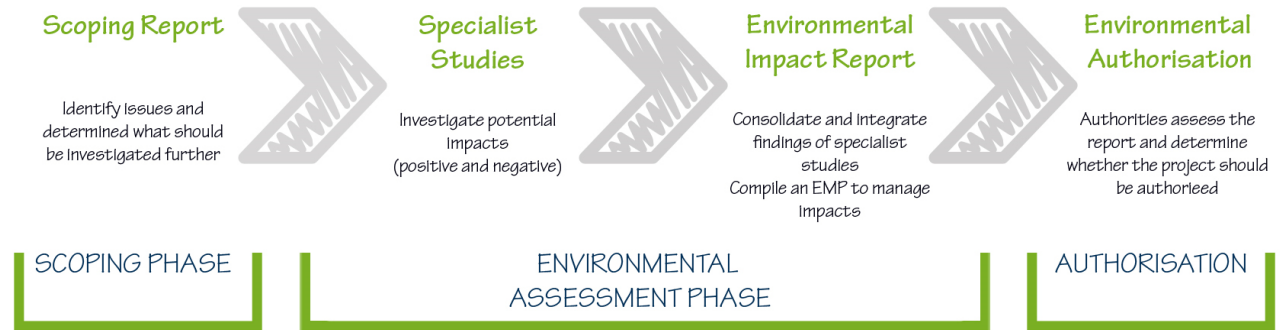 Scoping Report
Identify issues and
determined what should
be investigated further
Specialist
Studies
Investigate potential
impacts
(positive and negative)
Environmental
Impact Report
Consolidate and integrate
findings of specialist
studies
Compile an EMP to manage
impacts
Environmental
Authorisation
Authorities assess the
report and determine
whether the project should
be authorieed
SCOPING PHASE
ENVIRONMENTAL
ASSESSMENT PHASE
AUTHORISATION